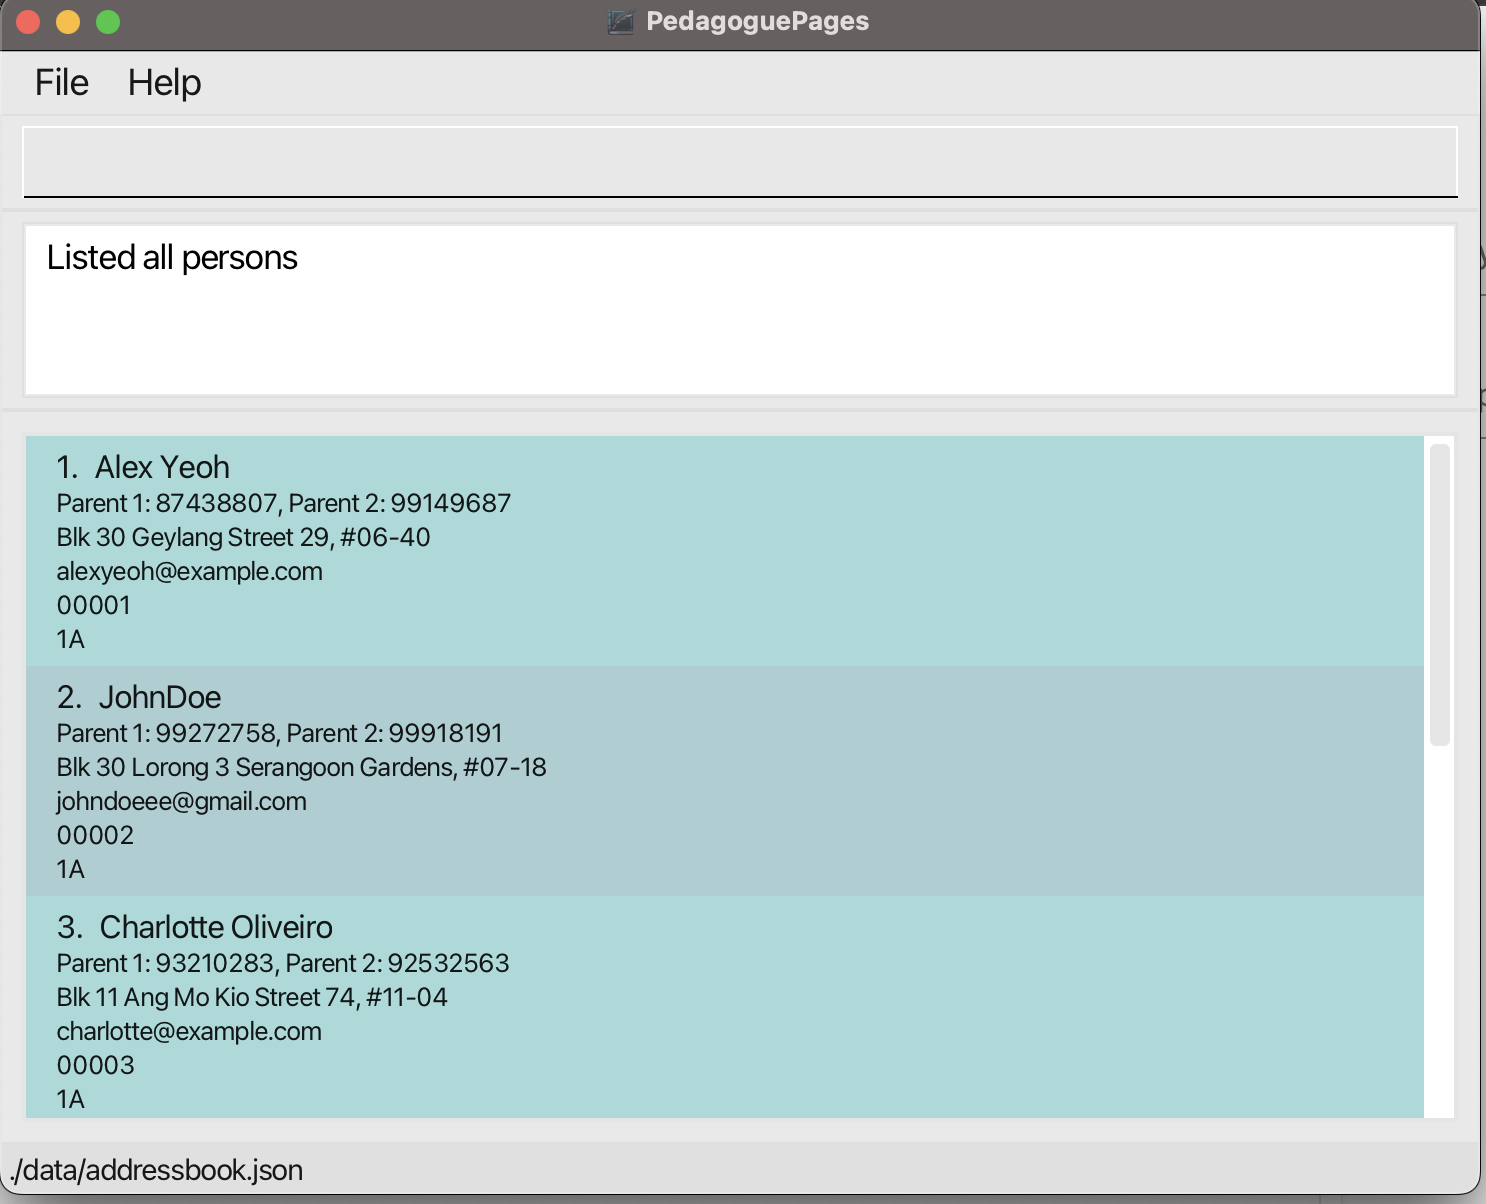 PedagoguePages
File Help
Listed all persons
1. Alex Yeoh
Parent 1: 87438807, Parent 2: 99149687
Blk 30 Geylang Street 29, #06-40
alexyeoh@example.com
00001
1A
2. JohnDoe
Parent 1: 99272758, Parent 2: 99918191
Blk 30 Lorong 3 Serangoon Gardens, #07-18
johndoeee@gmail.com
00002
1A
3. Charlotte Oliveiro
Parent 1: 93210283, Parent 2: 92532563
Blk 11 Ang Mo Kio Street 74, #11-04
charlotte@example.com
00003
1A
./data/addressbook.json